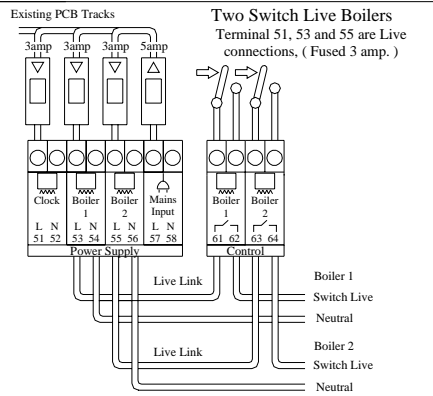 Existing PCB Tracks
Two Switch Live Boilers
Terminal 51, 53 and 55 are Live
connections, ( Fused 3 amp. )
3amp 3amp 3amp 5amp
Clock Boiler 1 Boiler 2 Mains Input
L N L N L N L N
51 52 53 54 55 56 57 58
Power Supply
Boiler 1 Boiler 2
61 62 63 64
Control
Live Link
Boiler 1
Switch Live
Neutral
Live Link
Boiler 2
Switch Live
Neutral